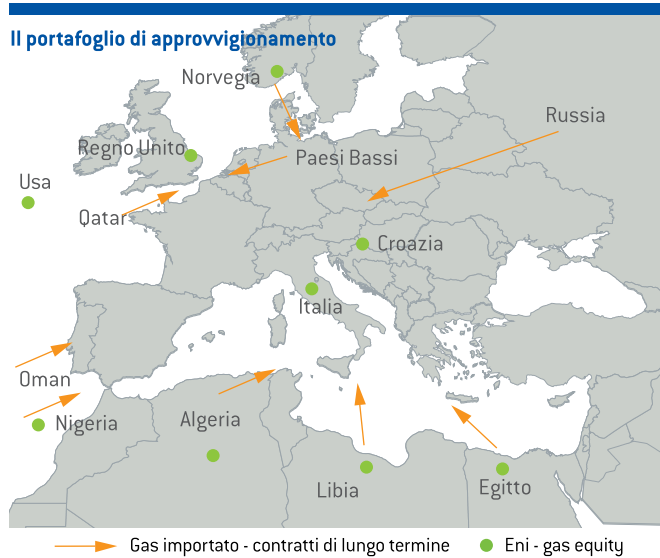 Il portafoglio di approvvigionamento
Norvegia
Russia
Regno Unito
Paesi Bassi
Usa
Qatar
Croazia
Italia
Oman
Nigeria
Algeria
Libia
Egitto
Gas importato - contratti di lungo termine
Eni - gas equity